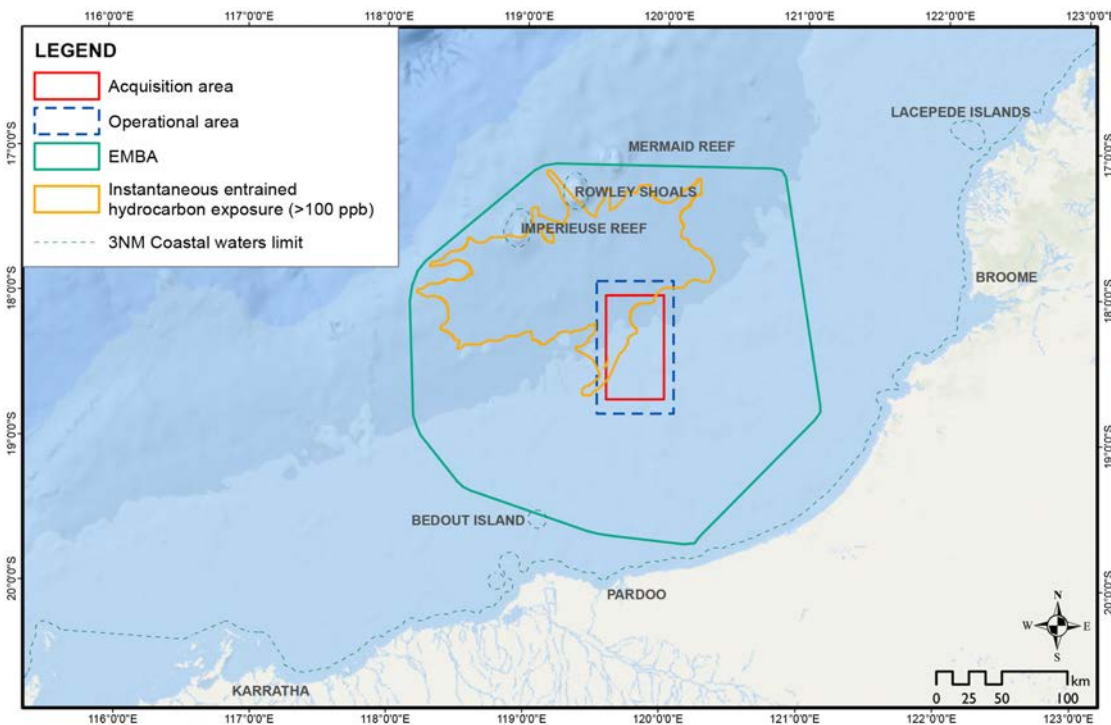 116°0'0"E 117°0'0"E 118°0'0"E 119°0'0"E 120°0'0"E 121°0'0"E 122°0'0"E 123°0'0"E
LEGEND
Acquisition area
Operational area
EMBA
Instantaneous entrained
hydrocarbon exposure (>100 ppb)
3NM Coastal waters limit
LACEPEDE ISLANDS
17°0'0"S
17°0'0"S
MERMAID REEF
ROWLEY SHOALS
IMPERIEUSE REEF
BROOME
18°0'0"S
18°0'0"S
19°0'0"S
19°0'0"S
BEDOUT ISLAND
20°0'0"S
20°0'0"S
PARDOO
N
W E
S
KARRATHA
km
0 25 50 100
116°0'0"E 117°0'0"E 118°0'0"E 119°0'0"E 120°0'0"E 121°0'0"E 122°0'0"E 123°0'0"E